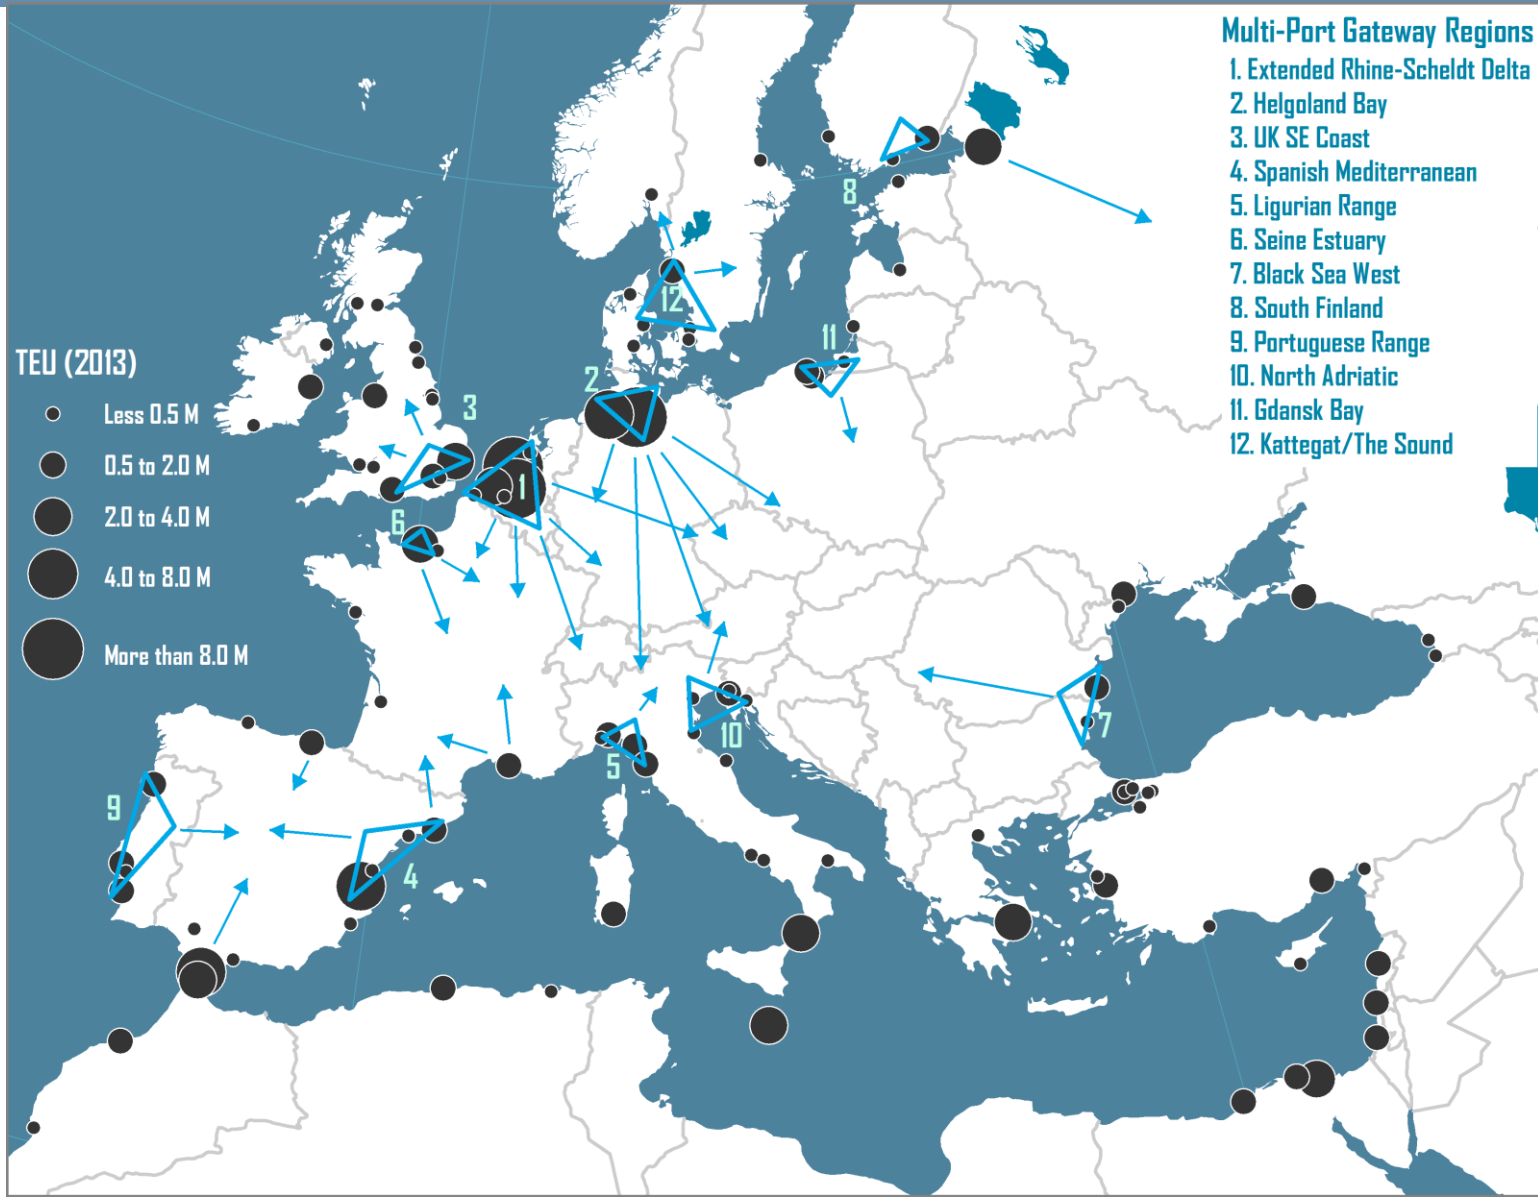 Multi-Port Gateway Regions
1. Extended Rhine-Scheldt Delta
2. Helgoland Bay
3. UK SE Coast
4. Spanish Mediterranean
5. Ligurian Range
6. Seine Estuary
7. Black Sea West
8. South Finland
9. Portuguese Range
10. North Adriatic
11. Gdansk Bay
12. Kattegat/The Sound
8
12
11
TEU (2013)
Less 0.5 M
0.5 to 2.0 M
2.0 to 4.0 M
4.0 to 8.0 M
More than 8.0 M
2
3
1
6
7
10
5
9
4